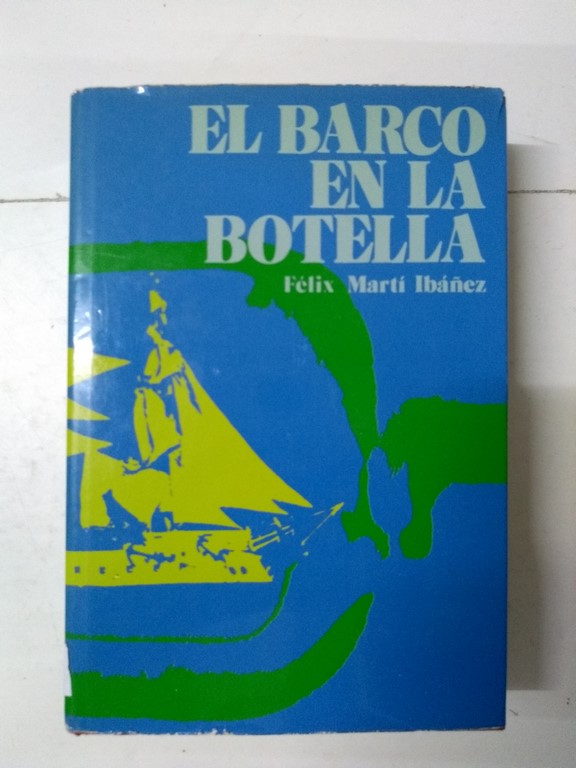 EL BARCO
EN LA
BOTELLA
Félix Martí Ibáñez